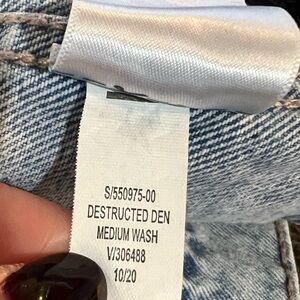 S/550975-00
DESTRUCTED DEN
MEDIUM WASH
V/306488
10/20